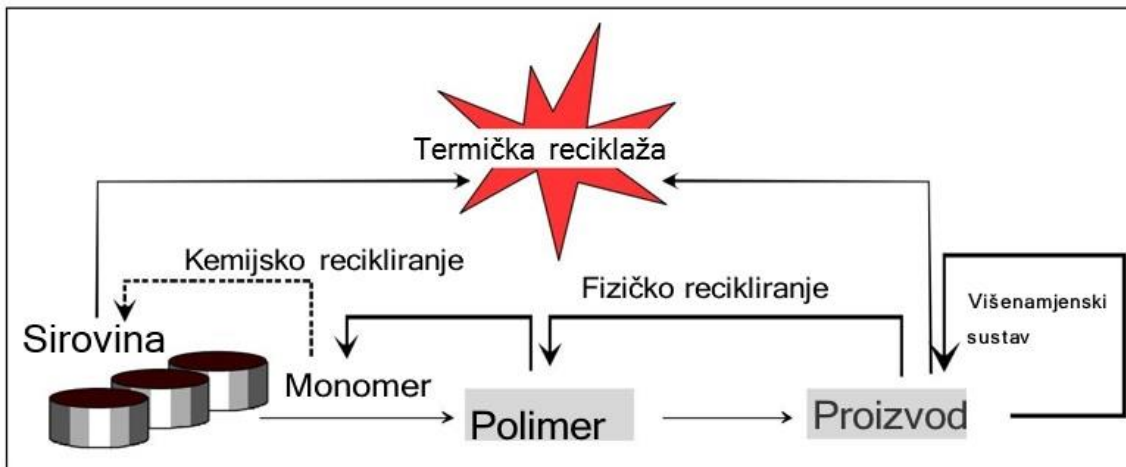 Termička reciklaža
Kemijsko recikliranje
Fizičko recikliranje
Višenamjenski
sustav
Sirovina
Monomer
Polimer
Proizvod